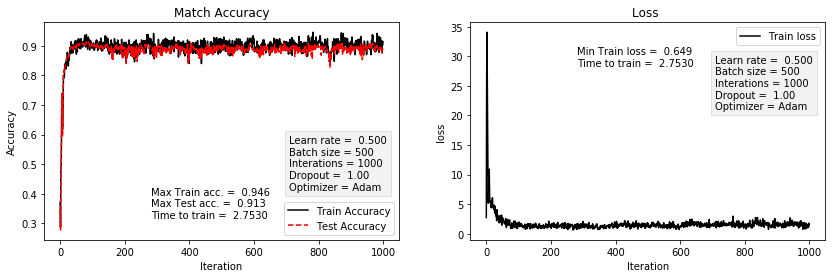 Match Accuracy
Accuracy
0.9
0.8
0.7
0.6
0.5
0.4
0.3
Learn rate =  0.500
Batch size = 500
Interations = 1000
Dropout =  1.00
Optimizer = Adam
Max Train acc. =  0.946
Max Test acc. =  0.913
Time to train =  2.7530
Train Accuracy
Test Accuracy
0 200 400 600 800 1000
Iteration
Loss
loss
35
30
25
20
15
10
5
0
Min Train loss =  0.649
Time to train =  2.7530
Train loss
Learn rate =  0.500
Batch size = 500
Interations = 1000
Dropout =  1.00
Optimizer = Adam
0 200 400 600 800 1000
Iteration